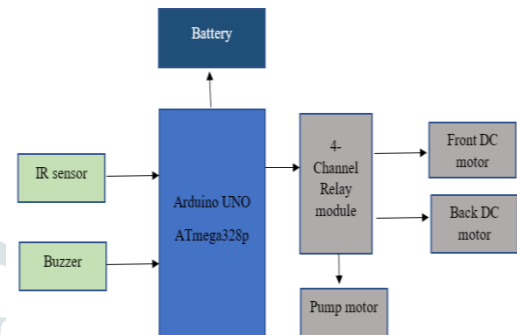 Battery
IR sensor
Buzzer
Arduino UNO
ATmega328p
4-
Channel
Relay
module
Front DC
motor
Back DC
motor
Pump motor